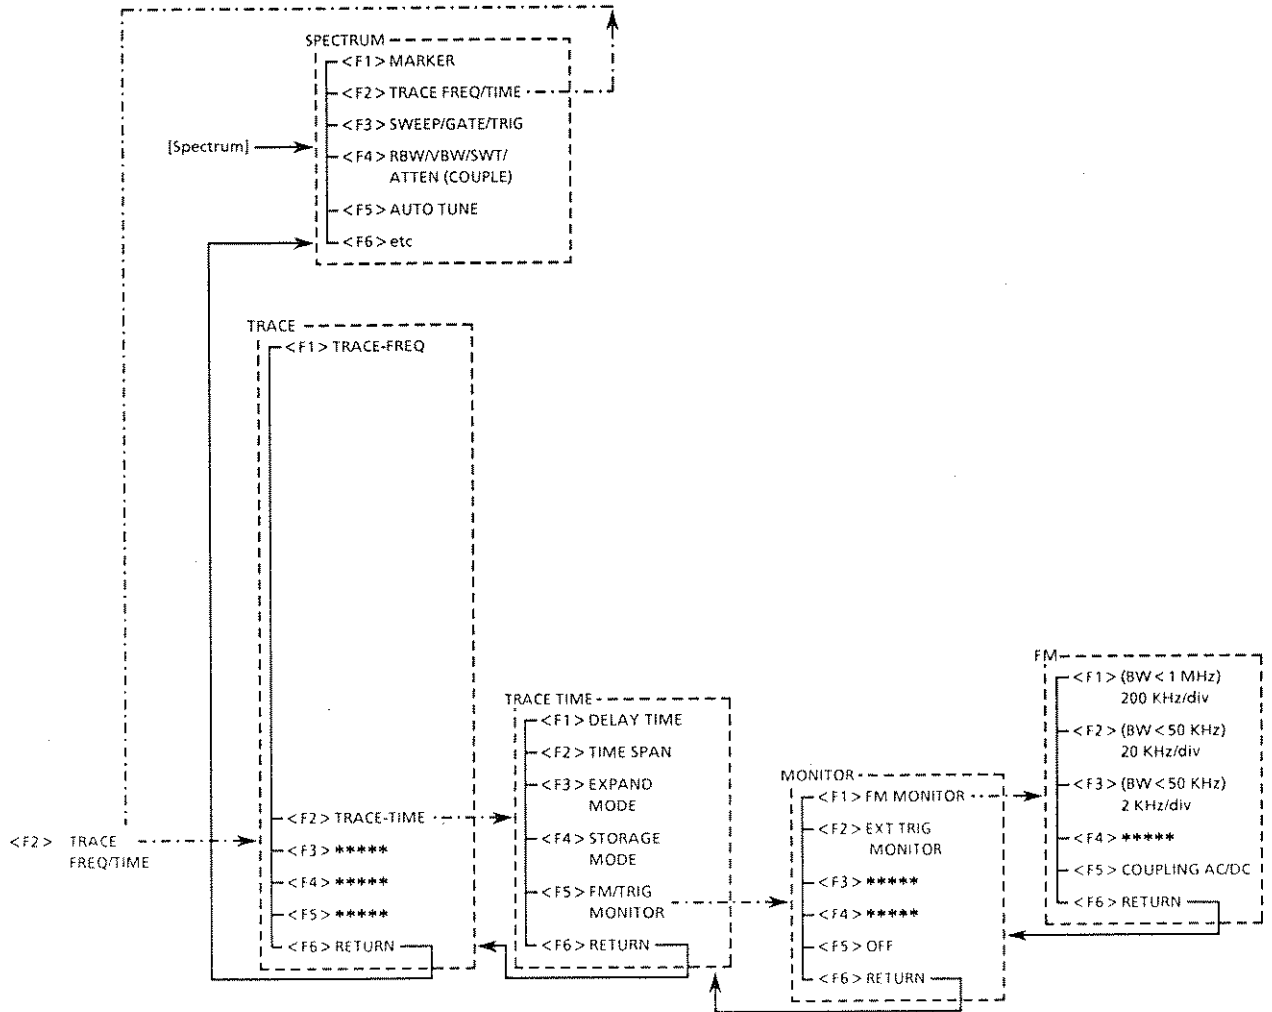 SPECTRUM
<F1> MARKER
<F2> TRACE FREQ/TIME
<F3> SWEEP/GATE/TRIG
[Spectrum]
<F4> RBW/VBW/SWT/
ATTEN (COUPLE)
<F5> AUTO TUNE
<F6> etc
TRACE
<F1> TRACE-FREQ
<F2> TRACE-TIME
<F3> *****
<F4> *****
<F5> *****
<F6> RETURN
<F2> TRACE
FREQ/TIME
TRACE TIME
<F1> DELAY TIME
<F2> TIME SPAN
<F3> EXPAND
MODE
<F4> STORAGE
MODE
<F5> FM/TRIG
MONITOR
<F6> RETURN
MONITOR
<F1> FM MONITOR
<F2> EXT TRIG
MONITOR
<F3> *****
<F4> *****
<F5> OFF
<F6> RETURN
FM
<F1> (BW < 1 MHz)
200 KHz/div
<F2> (BW < 50 KHz)
20 KHz/div
<F3> (BW < 50 KHz)
2 KHz/div
<F4> *****
<F5> COUPLING AC/DC
<F6> RETURN